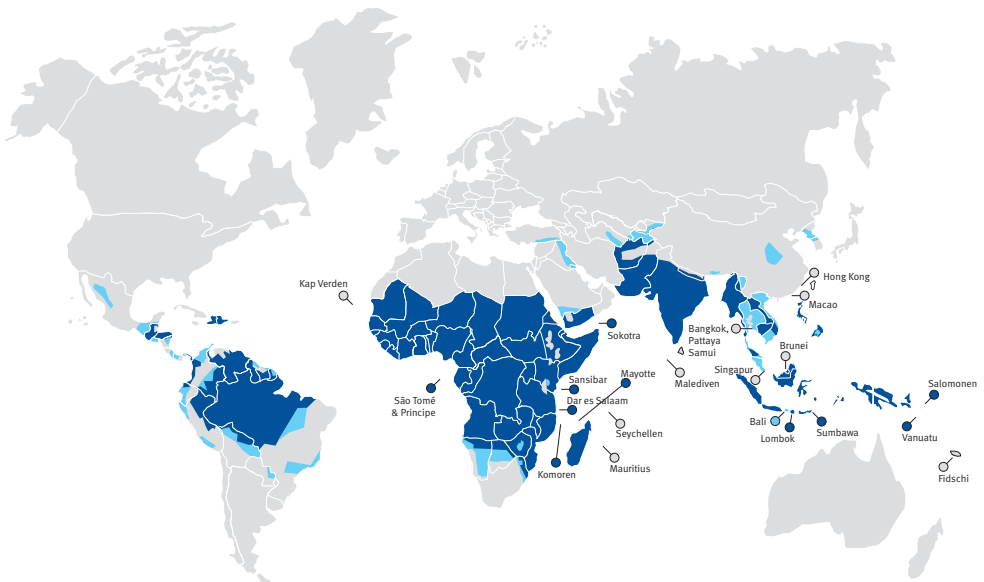 Kap Verden
São Tomé
& Principe
Sokotra
Sansibar
Mayotte
Dar es Salaam
Seychellen
Mauritius
Komoren
Hong Kong
Macao
Bangkok,
Pattaya
Samui
Brunei
Singapur
Malediven
Bali
Lombok
Sumbawa
Salomonen
Vanuatu
Fidschi